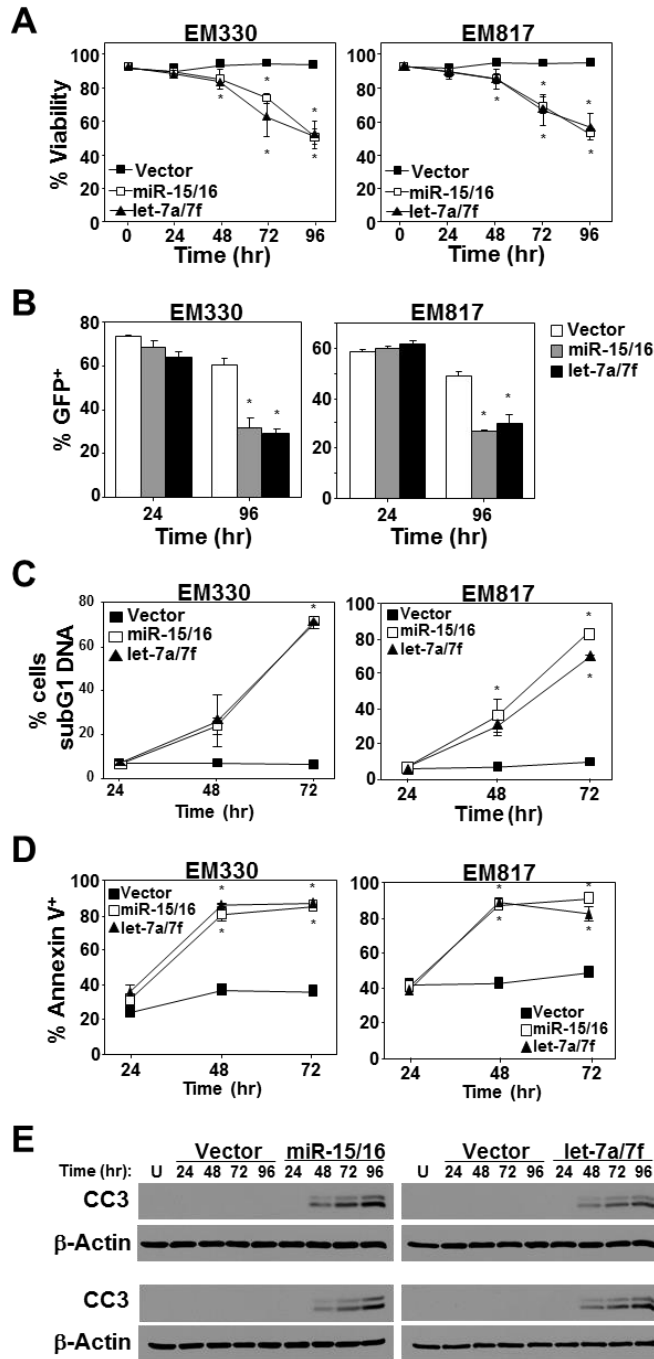 A
EM330
EM817
% Viability
100
80
60
40
20
0
Vector
miR-15/16
let-7a/7f
0 24 48 72 96
Time (hr)
100
80
60
40
20
0
Vector
miR-15/16
let-7a/7f
0 24 48 72 96
Time (hr)
B
EM330
EM817
% GFP+
80
60
40
20
0
24 96
Time (hr)
60
40
20
0
24 96
Time (hr)
Vector
miR-15/16
let-7a/7f
C
EM330
EM817
% cells
subG1 DNA
80
60
40
20
0
Vector
miR-15/16
let-7a/7f
24 48 72
Time (hr)
100
80
60
40
20
0
Vector
miR-15/16
let-7a/7f
24 48 72
Time (hr)
D
EM330
EM817
% Annexin V+
100
80
60
40
20
0
Vector
miR-15/16
let-7a/7f
24 48 72
Time (hr)
100
80
60
40
20
0
Vector
miR-15/16
let-7a/7f
24 48 72
Time (hr)
E
Vector miR-15/16 Vector let-7a/7f
Time (hr): U 24 48 72 96 24 48 72 96 U 24 48 72 96 24 48 72 96
CC3
β-Actin
CC3
β-Actin